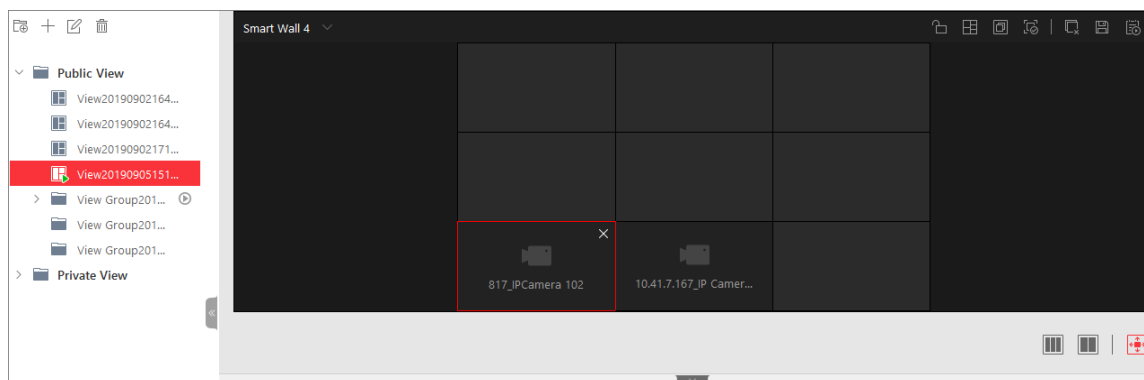 Smart Wall 4
Public View
View20190902164...
View20190902164...
View20190902171...
View20190905151...
View Group201...
View Group201...
View Group201...
Private View
817_IPCamera 102
10.41.7.167_IP Camer...